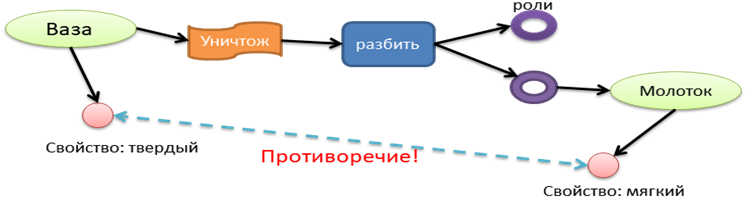 роли
Ваза
Уничтож
разбить
Молоток
Свойство: твердый
Противоречие!
Свойство: мягкий